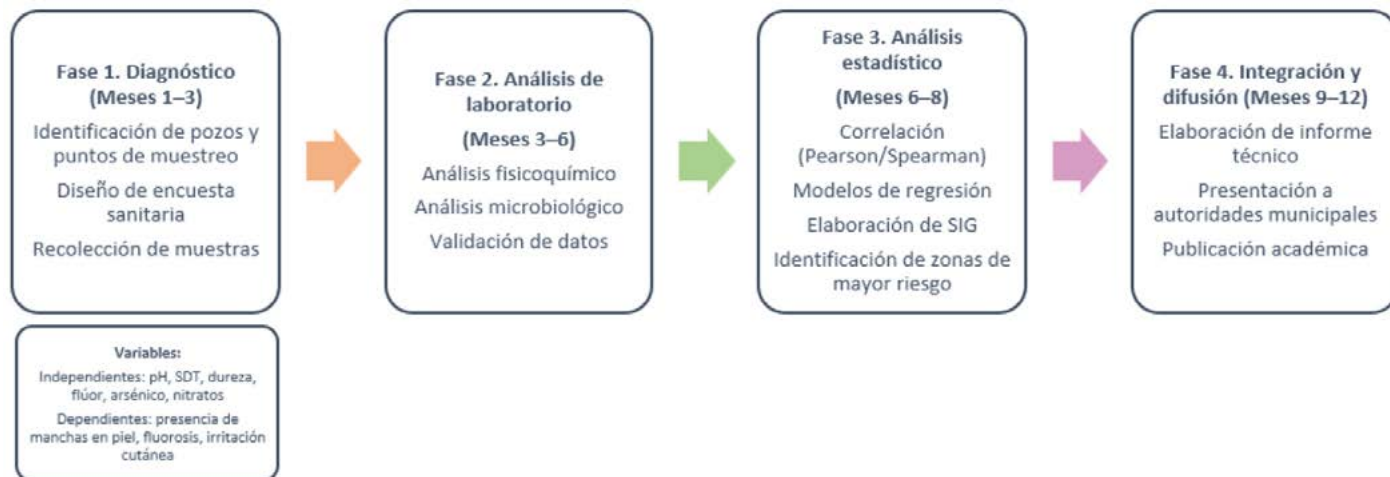 Fase 1. Diagnóstico
(Meses 1–3)
Identificación de pozos y
puntos de muestreo
Diseño de encuesta
sanitaria
Recolección de muestras
Variables:
Independientes: pH, SDT, dureza,
flúor, arsénico, nitratos
Dependientes: presencia de
manchas en piel, fluorosis, irritación
cutánea
Fase 2. Análisis de
laboratorio
(Meses 3–6)
Análisis fisicoquímico
Análisis microbiológico
Validación de datos
Fase 3. Análisis
estadístico
(Meses 6–8)
Correlación
(Pearson/Spearman)
Modelos de regresión
Elaboración de SIG
Identificación de zonas de
mayor riesgo
Fase 4. Integración y
difusión (Meses 9–12)
Elaboración de informe
técnico
Presentación a
autoridades municipales
Publicación académica